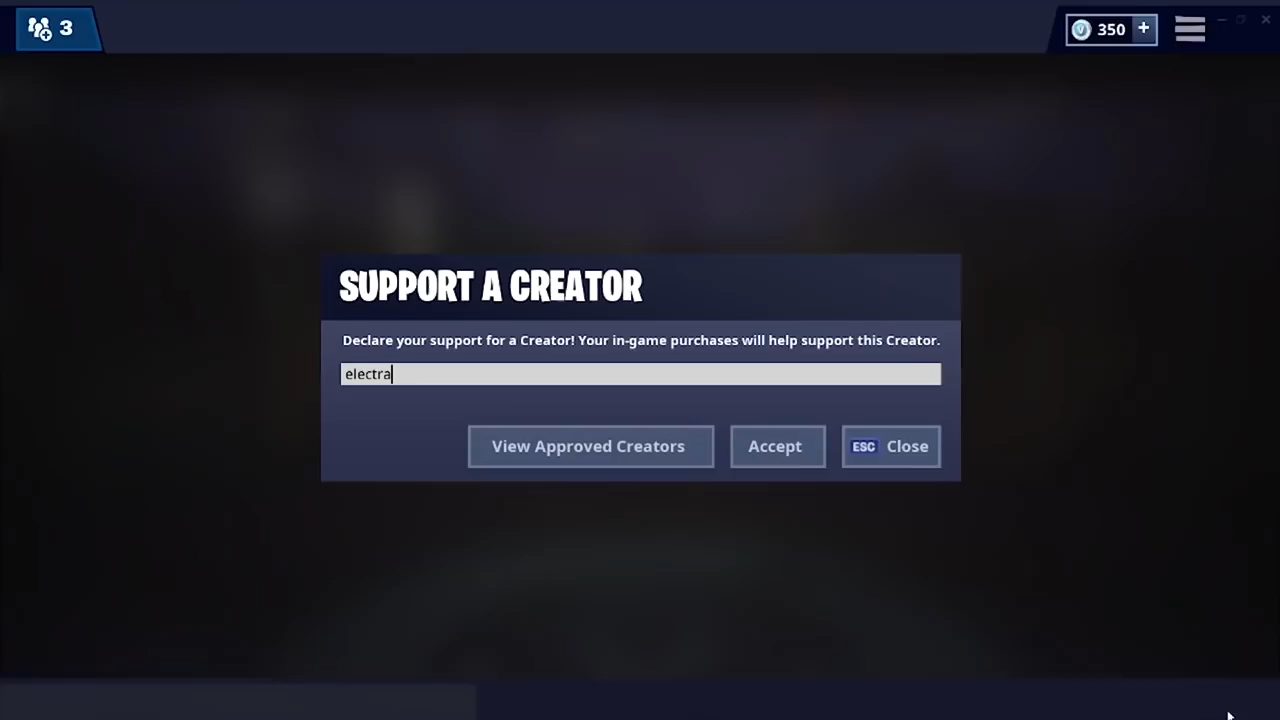 3
350 +
SUPPORT A CREATOR
Declare your support for a Creator! Your in-game purchases will help support this Creator.
electra
View Approved Creators Accept ESC Close